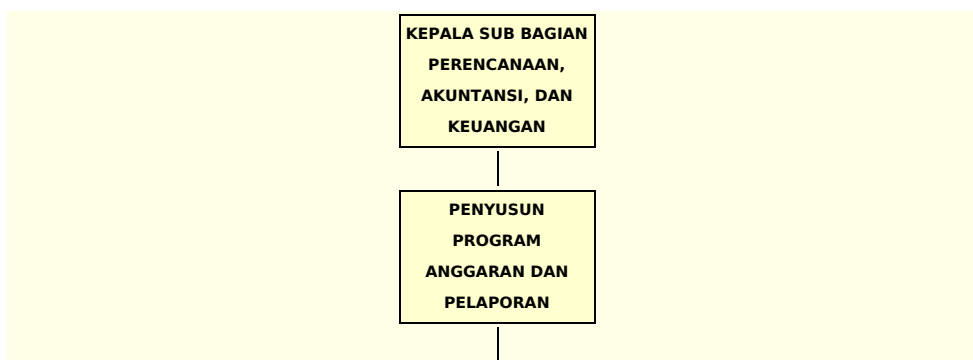 KEPALA SUB BAGIAN
PERENCANAAN,
AKUNTANSI, DAN
KEUANGAN
PENYUSUN
PROGRAM
ANGGARAN DAN
PELAPORAN